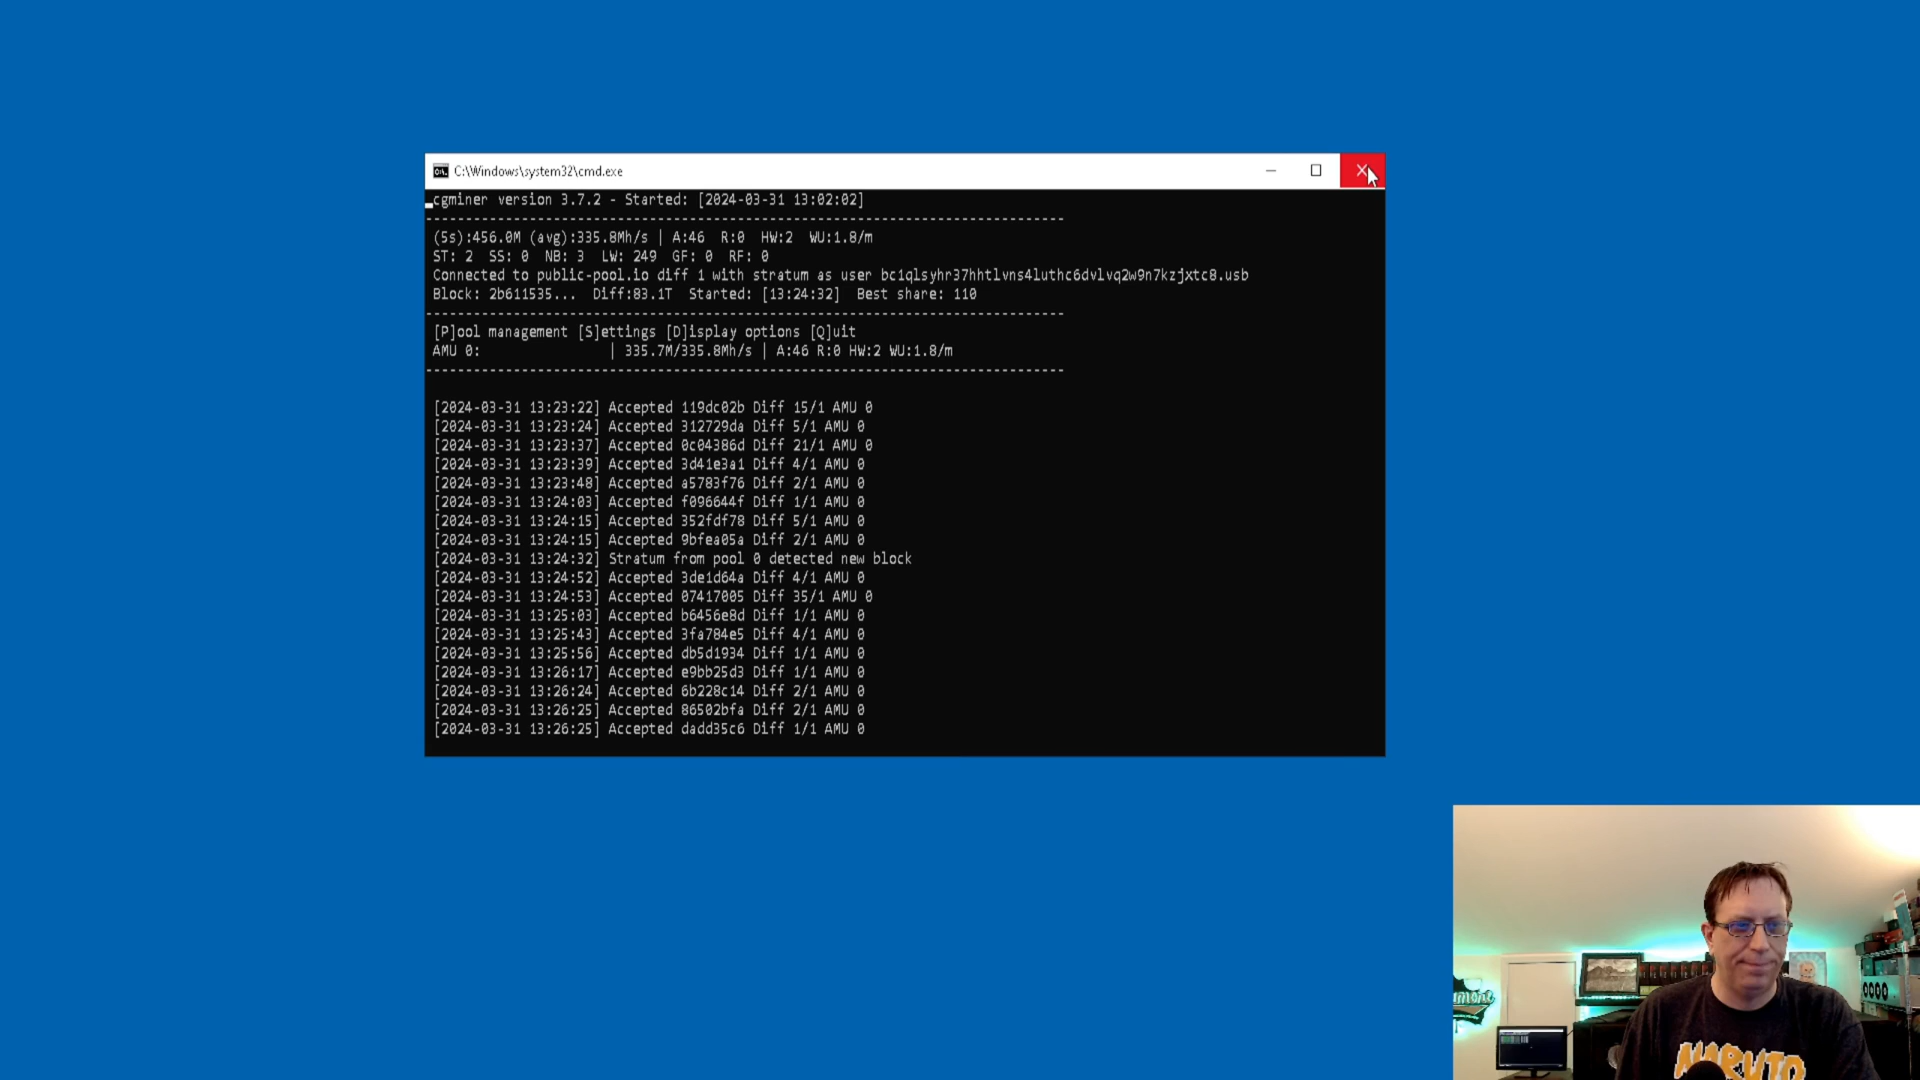 C:\Windows\system32\cmd.exe
cgminer version 3.7.2 - Started: [2024-03-31 13:02:02]
--------------------------------------------------------------------------------
(5s):456.0M (avg):335.8Mh/s | A:46  R:0  HW:2  WU:1.8/m
ST: 2  SS: 0  NB: 3  LW: 249  GF: 0  RF: 0
Connected to public-pool.io diff 1 with stratum as user bc1qlsyhr37hhtlvns4luthc6dvlvq2w9n7kzjxtc8.usb
Block: 2b611535...  Diff:83.1T  Started: [13:24:32]  Best share: 110
--------------------------------------------------------------------------------
[P]ool management [S]ettings [D]isplay options [Q]uit
AMU 0:                | 335.7M/335.8Mh/s | A:46 R:0 HW:2 WU:1.8/m
--------------------------------------------------------------------------------
[2024-03-31 13:23:22] Accepted 119dc02b Diff 15/1 AMU 0
[2024-03-31 13:23:24] Accepted 312729da Diff 5/1 AMU 0
[2024-03-31 13:23:37] Accepted 0c04386d Diff 21/1 AMU 0
[2024-03-31 13:23:39] Accepted 3d41e3a1 Diff 4/1 AMU 0
[2024-03-31 13:23:48] Accepted a5783f76 Diff 2/1 AMU 0
[2024-03-31 13:24:03] Accepted f096644f Diff 1/1 AMU 0
[2024-03-31 13:24:15] Accepted 352fdf78 Diff 5/1 AMU 0
[2024-03-31 13:24:15] Accepted 9bfea05a Diff 2/1 AMU 0
[2024-03-31 13:24:32] Stratum from pool 0 detected new block
[2024-03-31 13:24:52] Accepted 3de1d64a Diff 4/1 AMU 0
[2024-03-31 13:24:53] Accepted 07417005 Diff 35/1 AMU 0
[2024-03-31 13:25:03] Accepted b6456e8d Diff 1/1 AMU 0
[2024-03-31 13:25:43] Accepted 3fa784e5 Diff 4/1 AMU 0
[2024-03-31 13:25:56] Accepted db5d1934 Diff 1/1 AMU 0
[2024-03-31 13:26:17] Accepted e9bb25d3 Diff 1/1 AMU 0
[2024-03-31 13:26:24] Accepted 6b228c14 Diff 2/1 AMU 0
[2024-03-31 13:26:25] Accepted 86502bfa Diff 2/1 AMU 0
[2024-03-31 13:26:25] Accepted dadd35c6 Diff 1/1 AMU 0
NARUTO